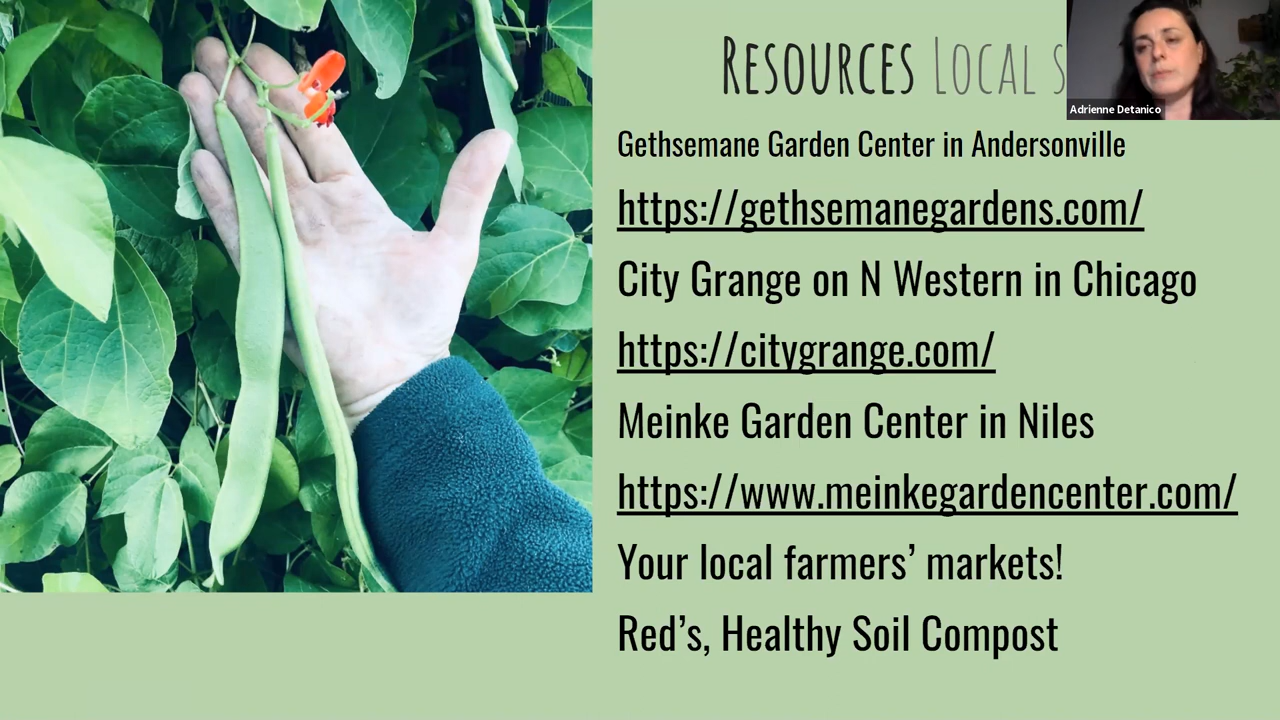 RESOURCES LOCAL
Adrienne Detanico
Gethsemane Garden Center in Andersonville
https://gethsemanegardens.com/
City Grange on N Western in Chicago
https://citygrange.com/
Meinke Garden Center in Niles
https://www.meinkegardencenter.com/
Your local farmers’ markets!
Red’s, Healthy Soil Compost